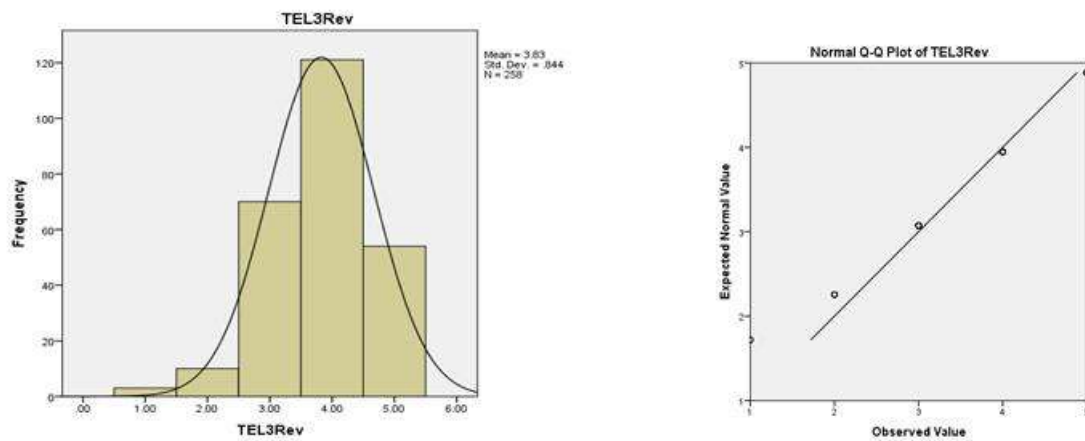 TEL3Rev
Mean = 3.83
Std. Dev. = .844
N = 258
120
100
80
60
40
20
0
Frequency
.00 1.00 2.00 3.00 4.00 5.00 6.00
TEL3Rev
Normal Q-Q Plot of TEL3Rev
5
4
3
2
1
Expected Normal Value
1 2 3 4
Observed Value